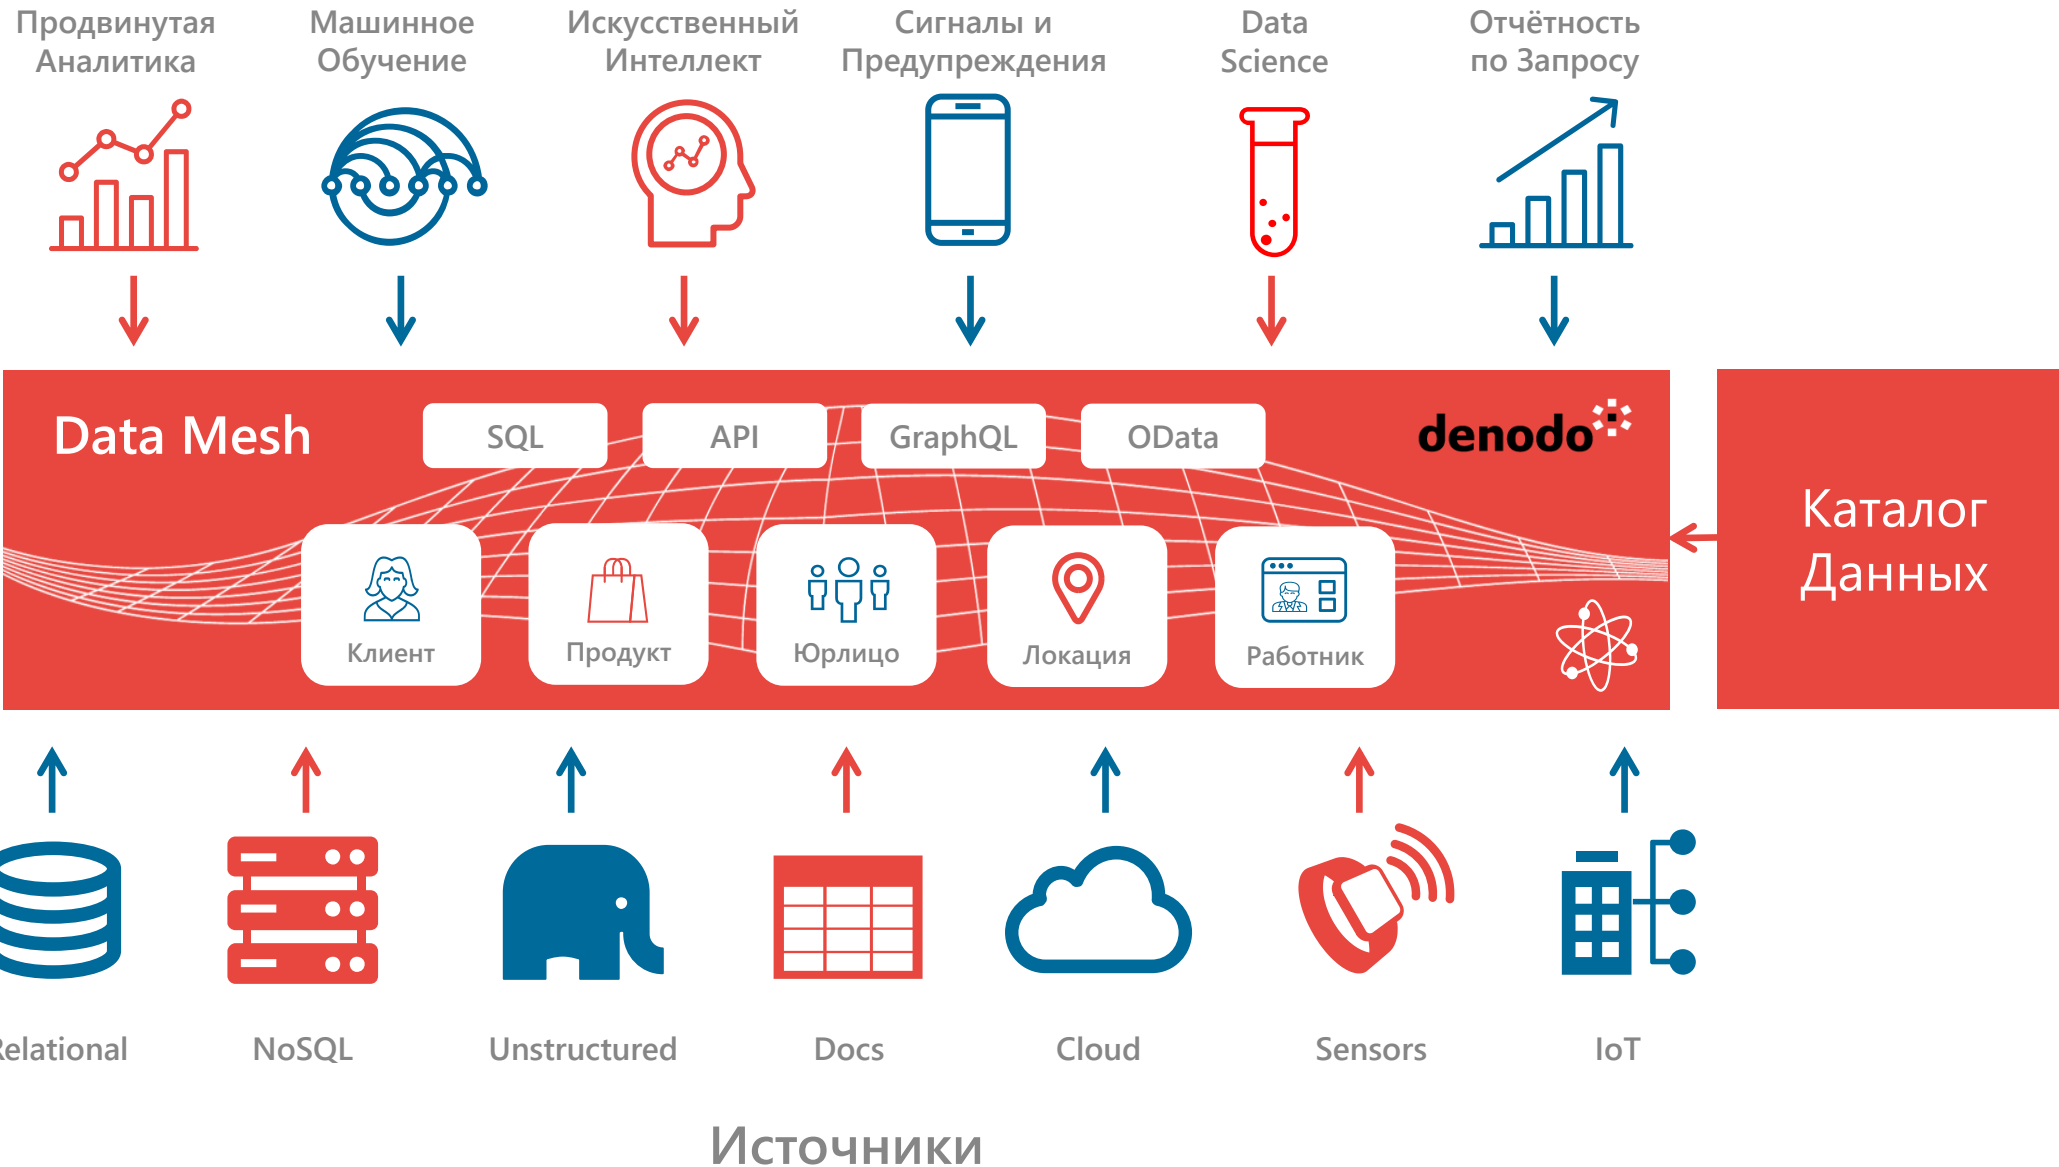 Продвинутая
Аналитика
Машинное
Обучение
Искусственный
Интеллект
Сигналы и
Предупреждения
Data
Science
Отчётность
по Запросу
Data Mesh
SQL
API
GraphQL
OData
denodo
Каталог
Данных
Клиент
Продукт
Юрлицо
Локация
Работник
Relational
NoSQL
Unstructured
Docs
Cloud
Sensors
IoT
Источники